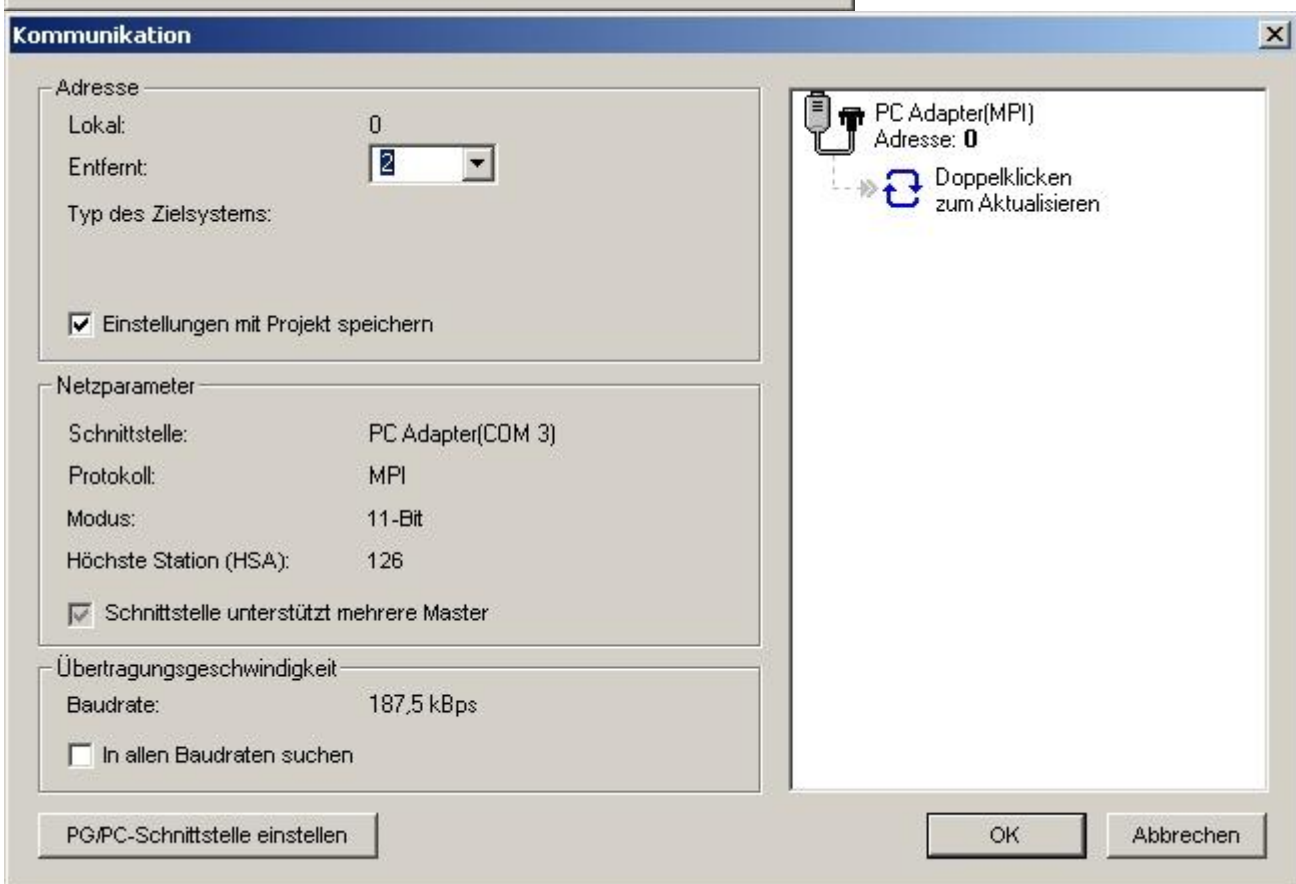 Kommunikation
Adresse
Lokal: 0
Entfernt: 2
Typ des Zielsystems:
Einstellungen mit Projekt speichern
Netzparameter
Schnittstelle: PC Adapter(COM 3)
Protokoll: MPI
Modus: 11-Bit
Höchste Station (HSA): 126
Schnittstelle unterstützt mehrere Master
Übertragungsgeschwindigkeit
Baudrate: 187,5 kBps
In allen Baudraten suchen
PG/PC-Schnittstelle einstellen
PC Adapter(MPI)
Adresse: 0
Doppelklicken
zum Aktualisieren
OK
Abbrechen